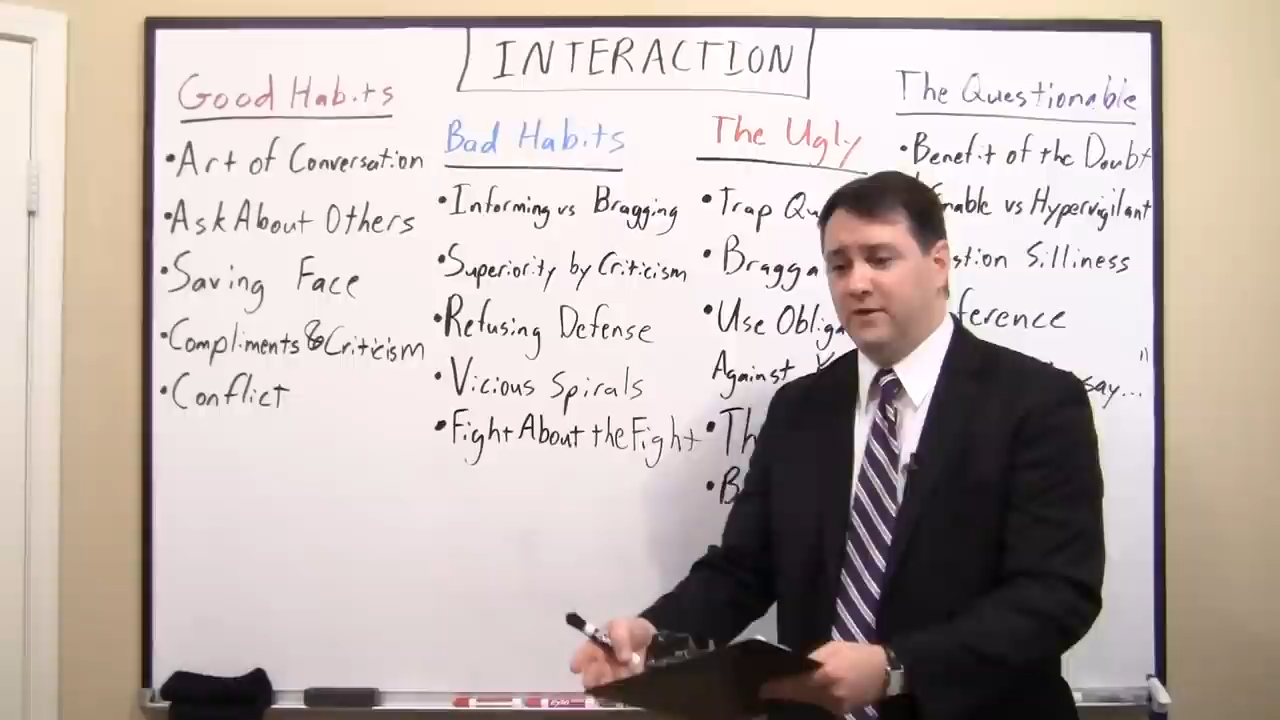 INTERACTION
Good Habits
• Art of Conversation
• Ask About Others
• Saving Face
• Compliments & Criticism
• Conflict
Bad Habits
• Informing vs Bragging
• Superiority by Criticism
• Refusing Defense
• Vicious Spirals
• Fight About the Fight
The Ugly
• Trap
•
• Use
Against
•
•
The Questionable
• Benefit of the Doubt
vs Hypervigilant
Silliness
say..."